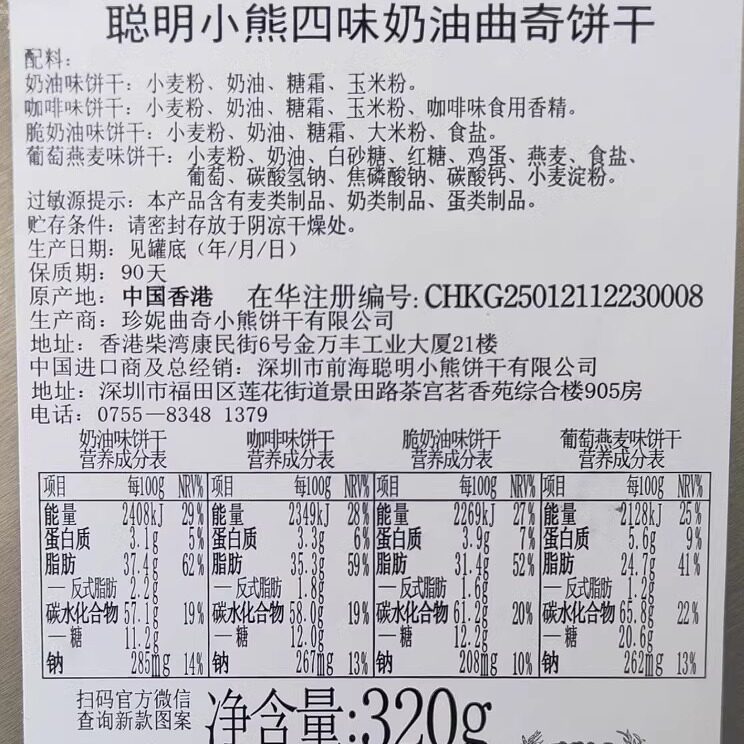 聪明小熊四味奶油曲奇饼干
配料：
奶油味饼干：小麦粉、奶油、糖霜、玉米粉。
咖啡味饼干：小麦粉、奶油、糖霜、玉米粉、咖啡味食用香精。
脆奶油味饼干：小麦粉、奶油、糖霜、大米粉、食盐。
葡萄燕麦味饼干：小麦粉、奶油、白砂糖、红糖、鸡蛋、燕麦、食盐、
葡萄、碳酸氢钠、焦磷酸钠、碳酸钙、小麦淀粉。
过敏源提示：本产品含有麦类制品、奶类制品、蛋类制品。
贮存条件：请密封存放于阴凉干燥处。
生产日期：见罐底（年/月/日）
保质期：90天
原产地：中国香港 在华注册编号：CHKG25012112230008
生产商：珍妮曲奇小熊饼干有限公司
地址：香港柴湾康民街6号金万丰工业大厦21楼
中国进口商及总经销：深圳市前海聪明小熊饼干有限公司
地址：深圳市福田区莲花街道景田路茶宫茗香苑综合楼905房
电话：0755—8348 1379
奶油味饼干 咖啡味饼干 脆奶油味饼干 葡萄燕麦味饼干
营养成分表 营养成分表 营养成分表 营养成分表
项目 每100g NRV% 项目 每100g NRV% 项目 每100g NRV% 项目 每100g NRV%
能量 2408kJ 29% 能量 2349kJ 28% 能量 2269kJ 27% 能量 2128kJ 25%
蛋白质 3.1g 5% 蛋白质 3.3g 6% 蛋白质 3.9g 7% 蛋白质 5.6g 9%
脂肪 37.4g 62% 脂肪 35.3g 59% 脂肪 31.4g 52% 脂肪 24.7g 41%
—反式脂肪 2.2g —反式脂肪 1.8g —反式脂肪 1.6g —反式脂肪 1.2g
碳水化合物 57.1g 19% 碳水化合物 58.0g 19% 碳水化合物 61.2g 20% 碳水化合物 65.8g 22%
—糖 11.2g —糖 12.0g —糖 12.2g —糖 20.6g
钠 285mg 14% 钠 267mg 13% 钠 208mg 10% 钠 262mg 13%
扫码官方微信
查询新款图案
净含量:320g